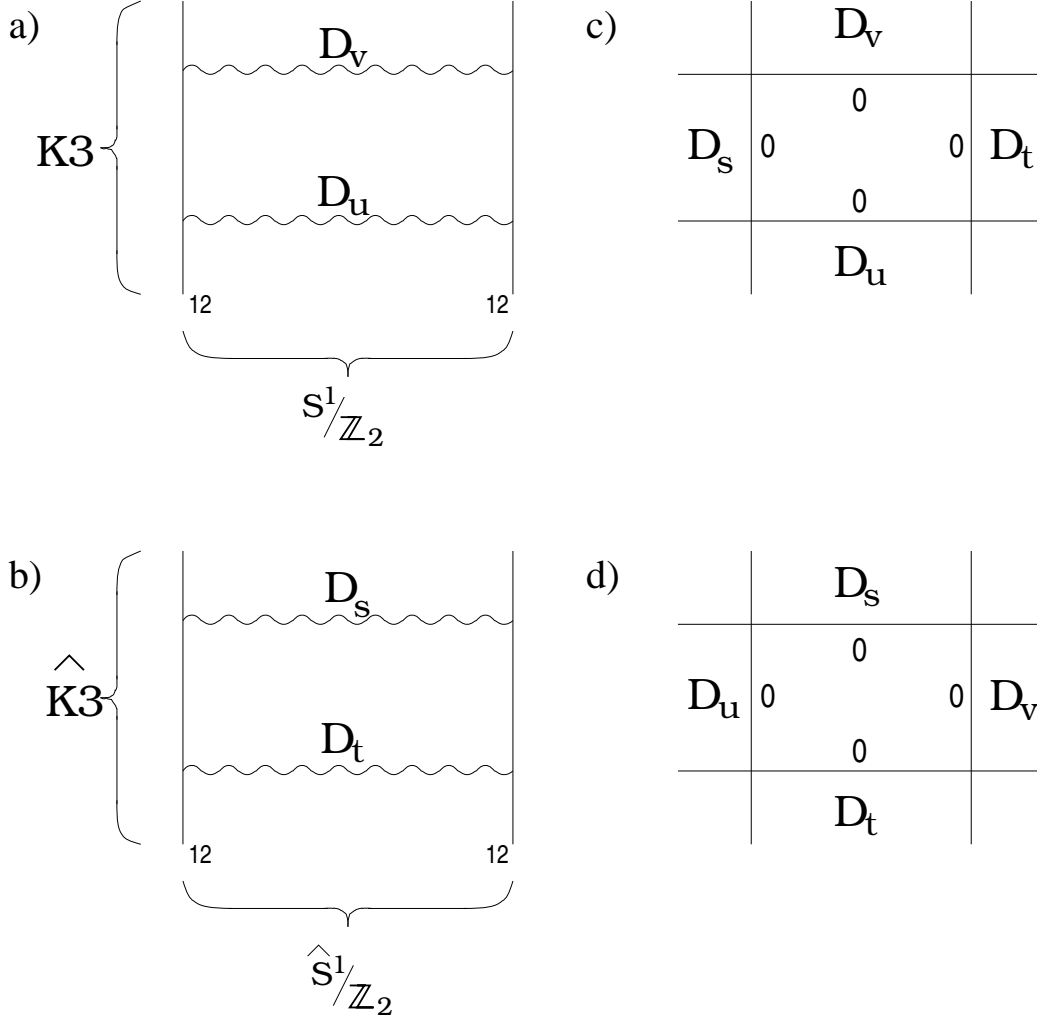 a)
D_v
K3
D_u
12 12
S^1/ℤ_2
c)
D_v
0
D_s 0 0 D_t
0
D_u
b)
D_s
K̂3
D_t
12 12
Ŝ^1/ℤ_2
d)
D_s
0
D_u 0 0 D_v
0
D_t